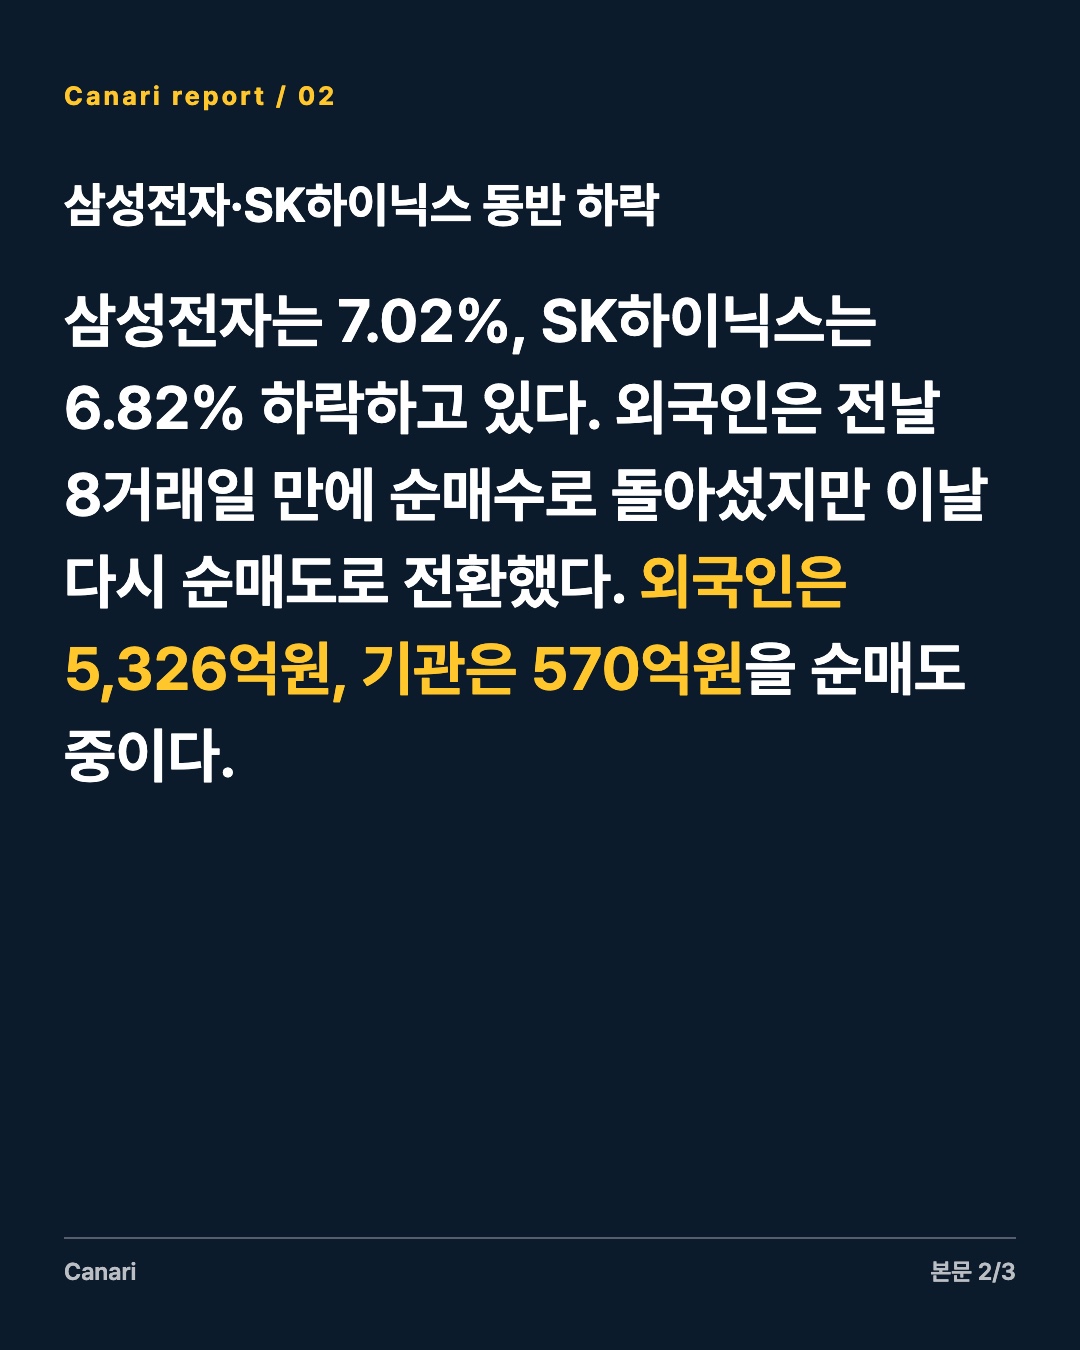 Canari report / 02
삼성전자·SK하이닉스 동반 하락
삼성전자는 7.02%, SK하이닉스는
6.82% 하락하고 있다. 외국인은 전날
8거래일 만에 순매수로 돌아섰지만 이날
다시 순매도로 전환했다. 외국인은
5,326억원, 기관은 570억원을 순매도
중이다.
Canari
본문 2/3